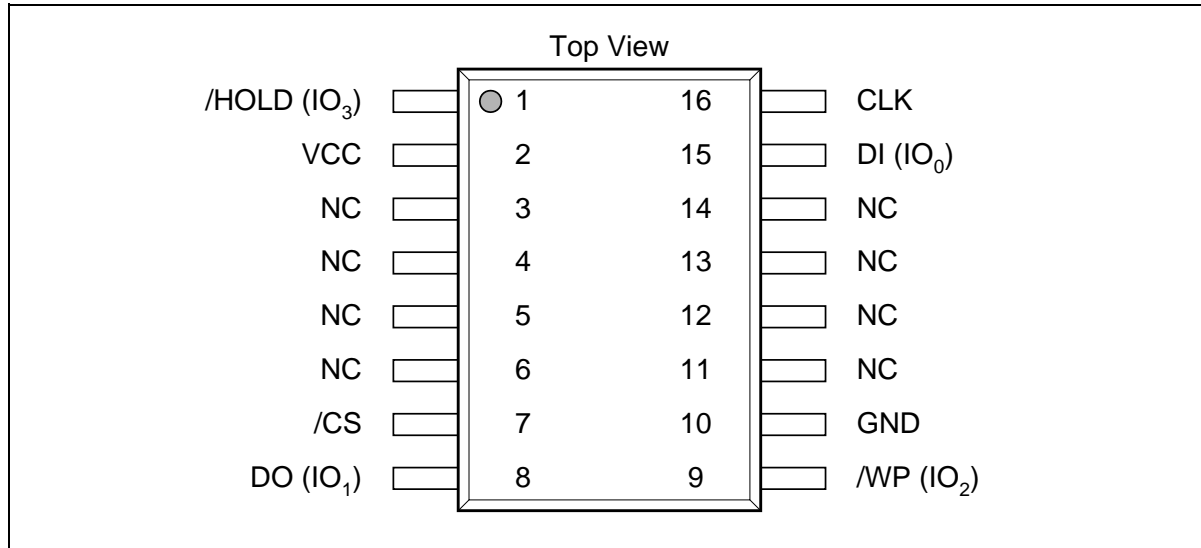 Top View
/HOLD (IO₃) 1 16 CLK
VCC 2 15 DI (IO₀)
NC 3 14 NC
NC 4 13 NC
NC 5 12 NC
NC 6 11 NC
/CS 7 10 GND
DO (IO₁) 8 9 /WP (IO₂)